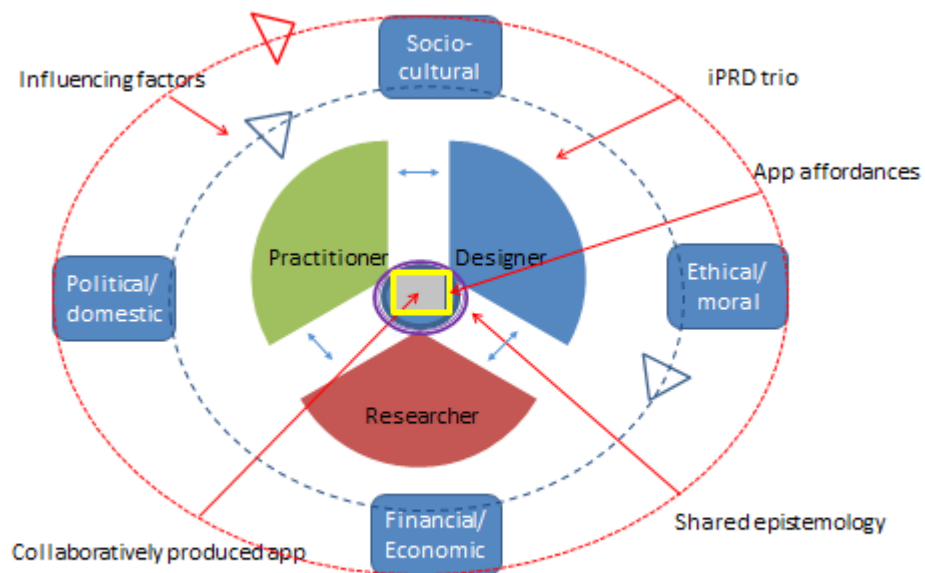 Socio-
cultural
Influencing factors
iPRD trio
App affordances
Practitioner
Designer
Political/
domestic
Ethical/
moral
Researcher
Financial/
Economic
Shared epistemology
Collaboratively produced app